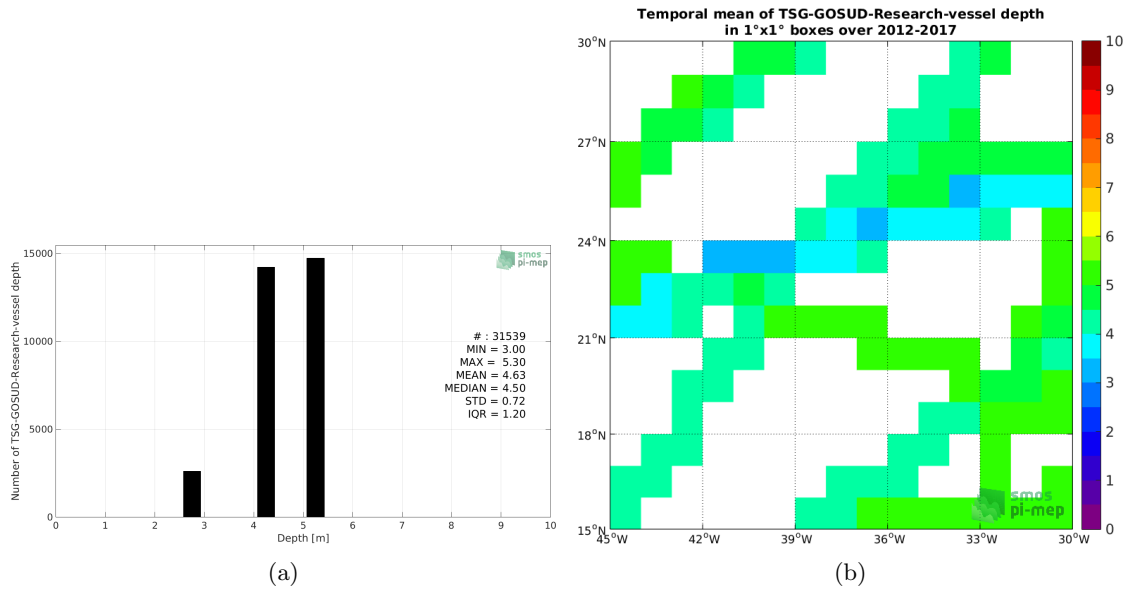 Number of TSG-GOSUD-Research-vessel depth
15000
10000
5000
0
smos
pi-mep
# : 31539
MIN = 3.00
MAX = 5.30
MEAN = 4.63
MEDIAN = 4.50
STD = 0.72
IQR = 1.20
0 1 2 3 4 5 6 7 8 9 10
Depth [m]
(a)
Temporal mean of TSG-GOSUD-Research-vessel depth
in 1°x1° boxes over 2012-2017
30°N
27°N
24°N
21°N
18°N
15°N
45°W 42°W 39°W 36°W 33°W 30°W
smos
pi-mep
10
9
8
7
6
5
4
3
2
1
0
(b)